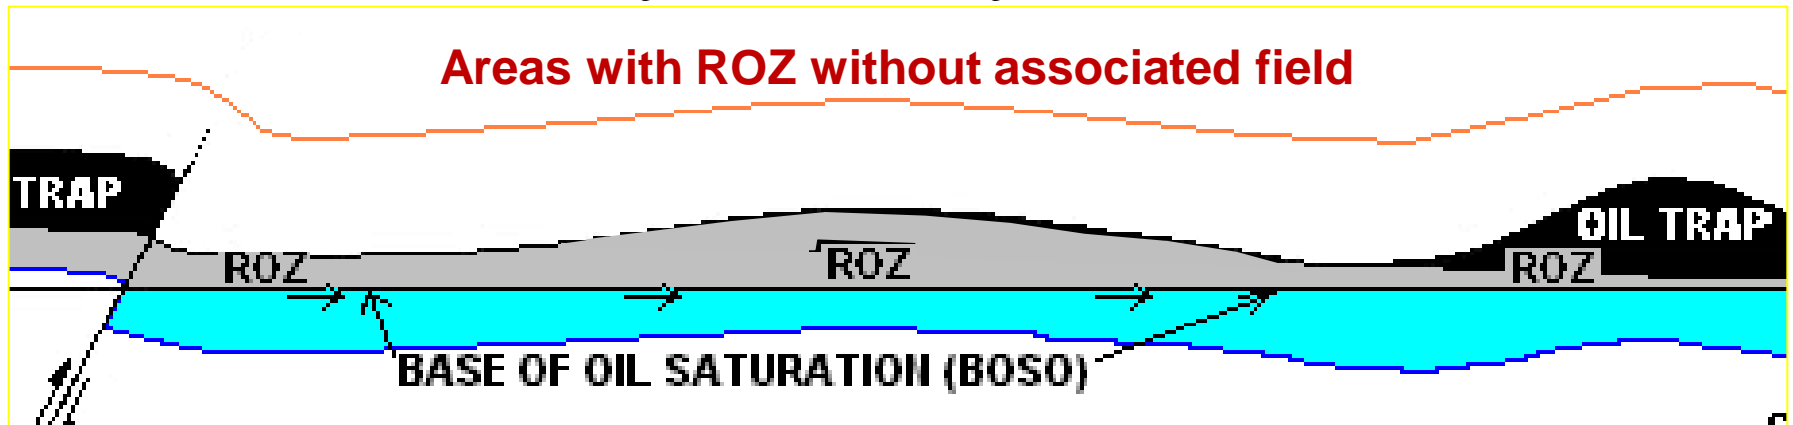 Areas with ROZ without associated field
TRAP
OIL TRAP
ROZ
ROZ
ROZ
BASE OF OIL SATURATION (BOSO)